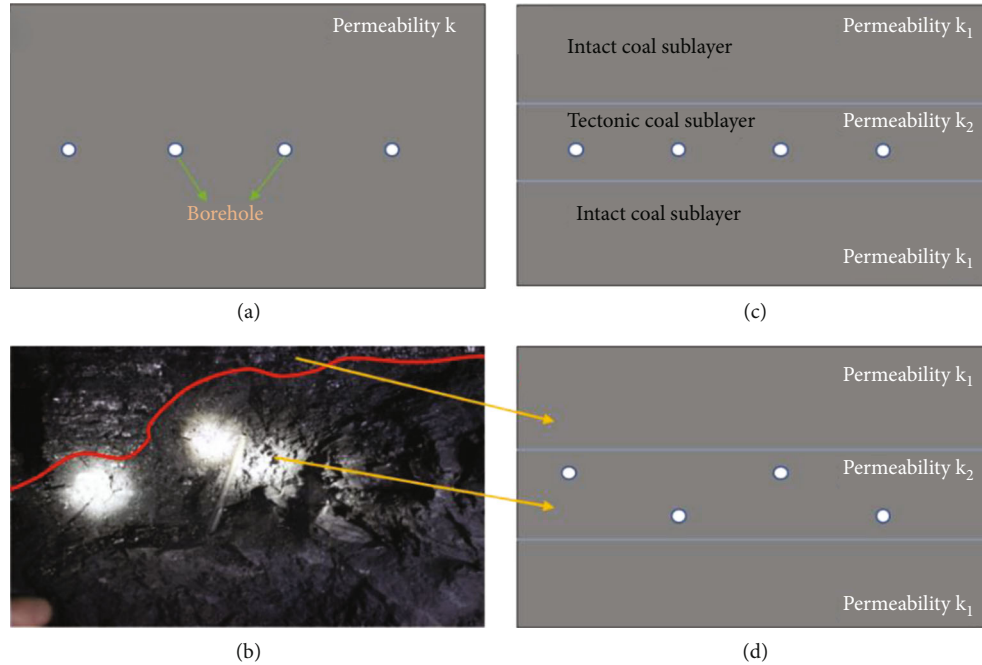 Permeability k
Borehole
(a)
Permeability k₁
Intact coal sublayer
Tectonic coal sublayer
Permeability k₂
Intact coal sublayer
Permeability k₁
(c)
(b)
Permeability k₁
Permeability k₂
Permeability k₁
(d)